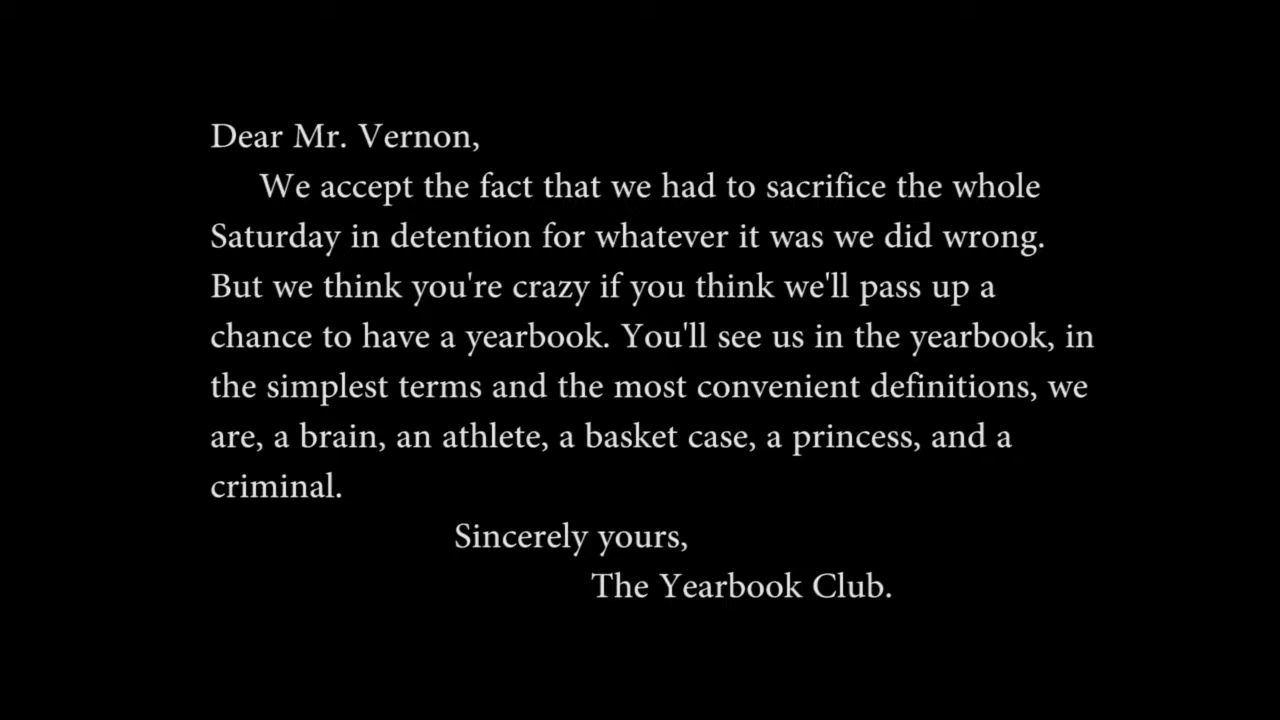 Dear Mr. Vernon,
We accept the fact that we had to sacrifice the whole
Saturday in detention for whatever it was we did wrong.
But we think you're crazy if you think we'll pass up a
chance to have a yearbook. You'll see us in the yearbook, in
the simplest terms and the most convenient definitions, we
are, a brain, an athlete, a basket case, a princess, and a
criminal.
Sincerely yours,
The Yearbook Club.